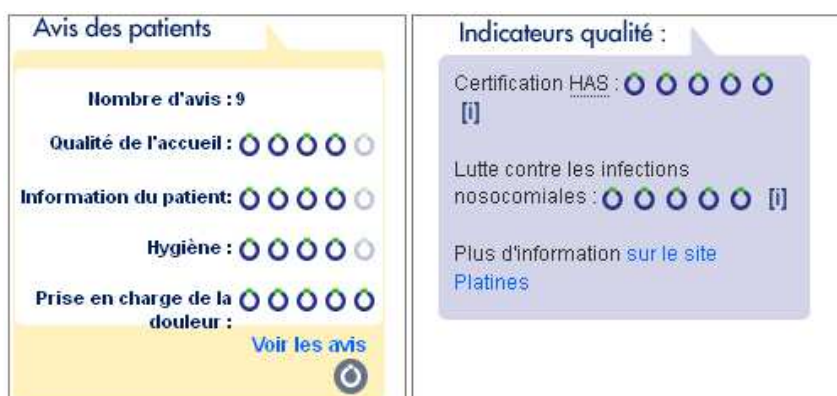 Avis des patients
Nombre d'avis : 9
Qualité de l'accueil :
Information du patient:
Hygiène :
Prise en charge de la
douleur :
Voir les avis
Indicateurs qualité :
Certification HAS :
[i]
Lutte contre les infections
nosocomiales : [i]
Plus d'information sur le site
Platines